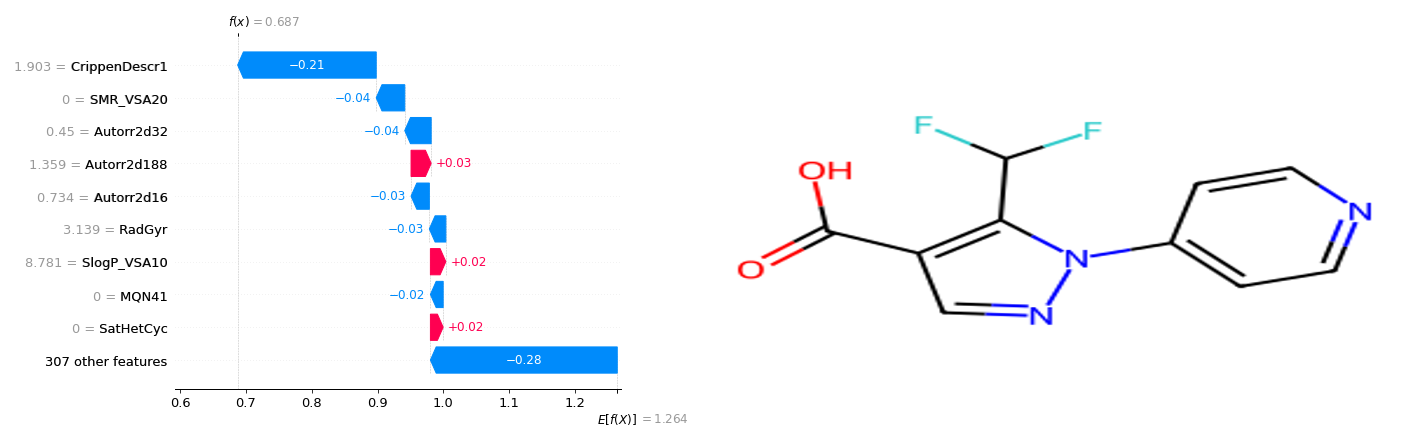 f(x) = 0.687
1.903 = CrippenDescr1
−0.21
0 = SMR_VSA20
−0.04
0.45 = Autorr2d32
−0.04
1.359 = Autorr2d188
+0.03
0.734 = Autorr2d16
−0.03
3.139 = RadGyr
−0.03
8.781 = SlogP_VSA10
+0.02
0 = MQN41
−0.02
0 = SatHetCyc
+0.02
307 other features
−0.28
0.6 0.7 0.8 0.9 1.0 1.1 1.2
E[f(X)] = 1.264
F
F
OH
N
O
N
N